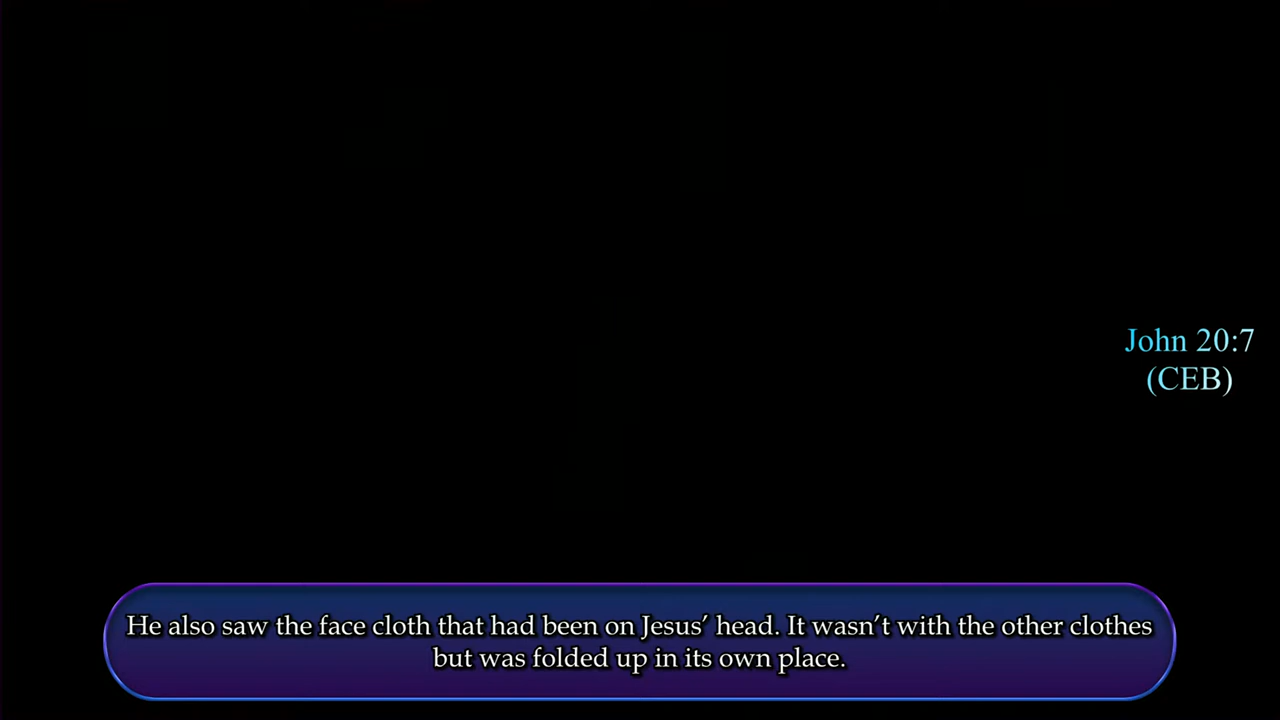 John 20:7
(CEB)
He also saw the face cloth that had been on Jesus’ head. It wasn’t with the other clothes
but was folded up in its own place.